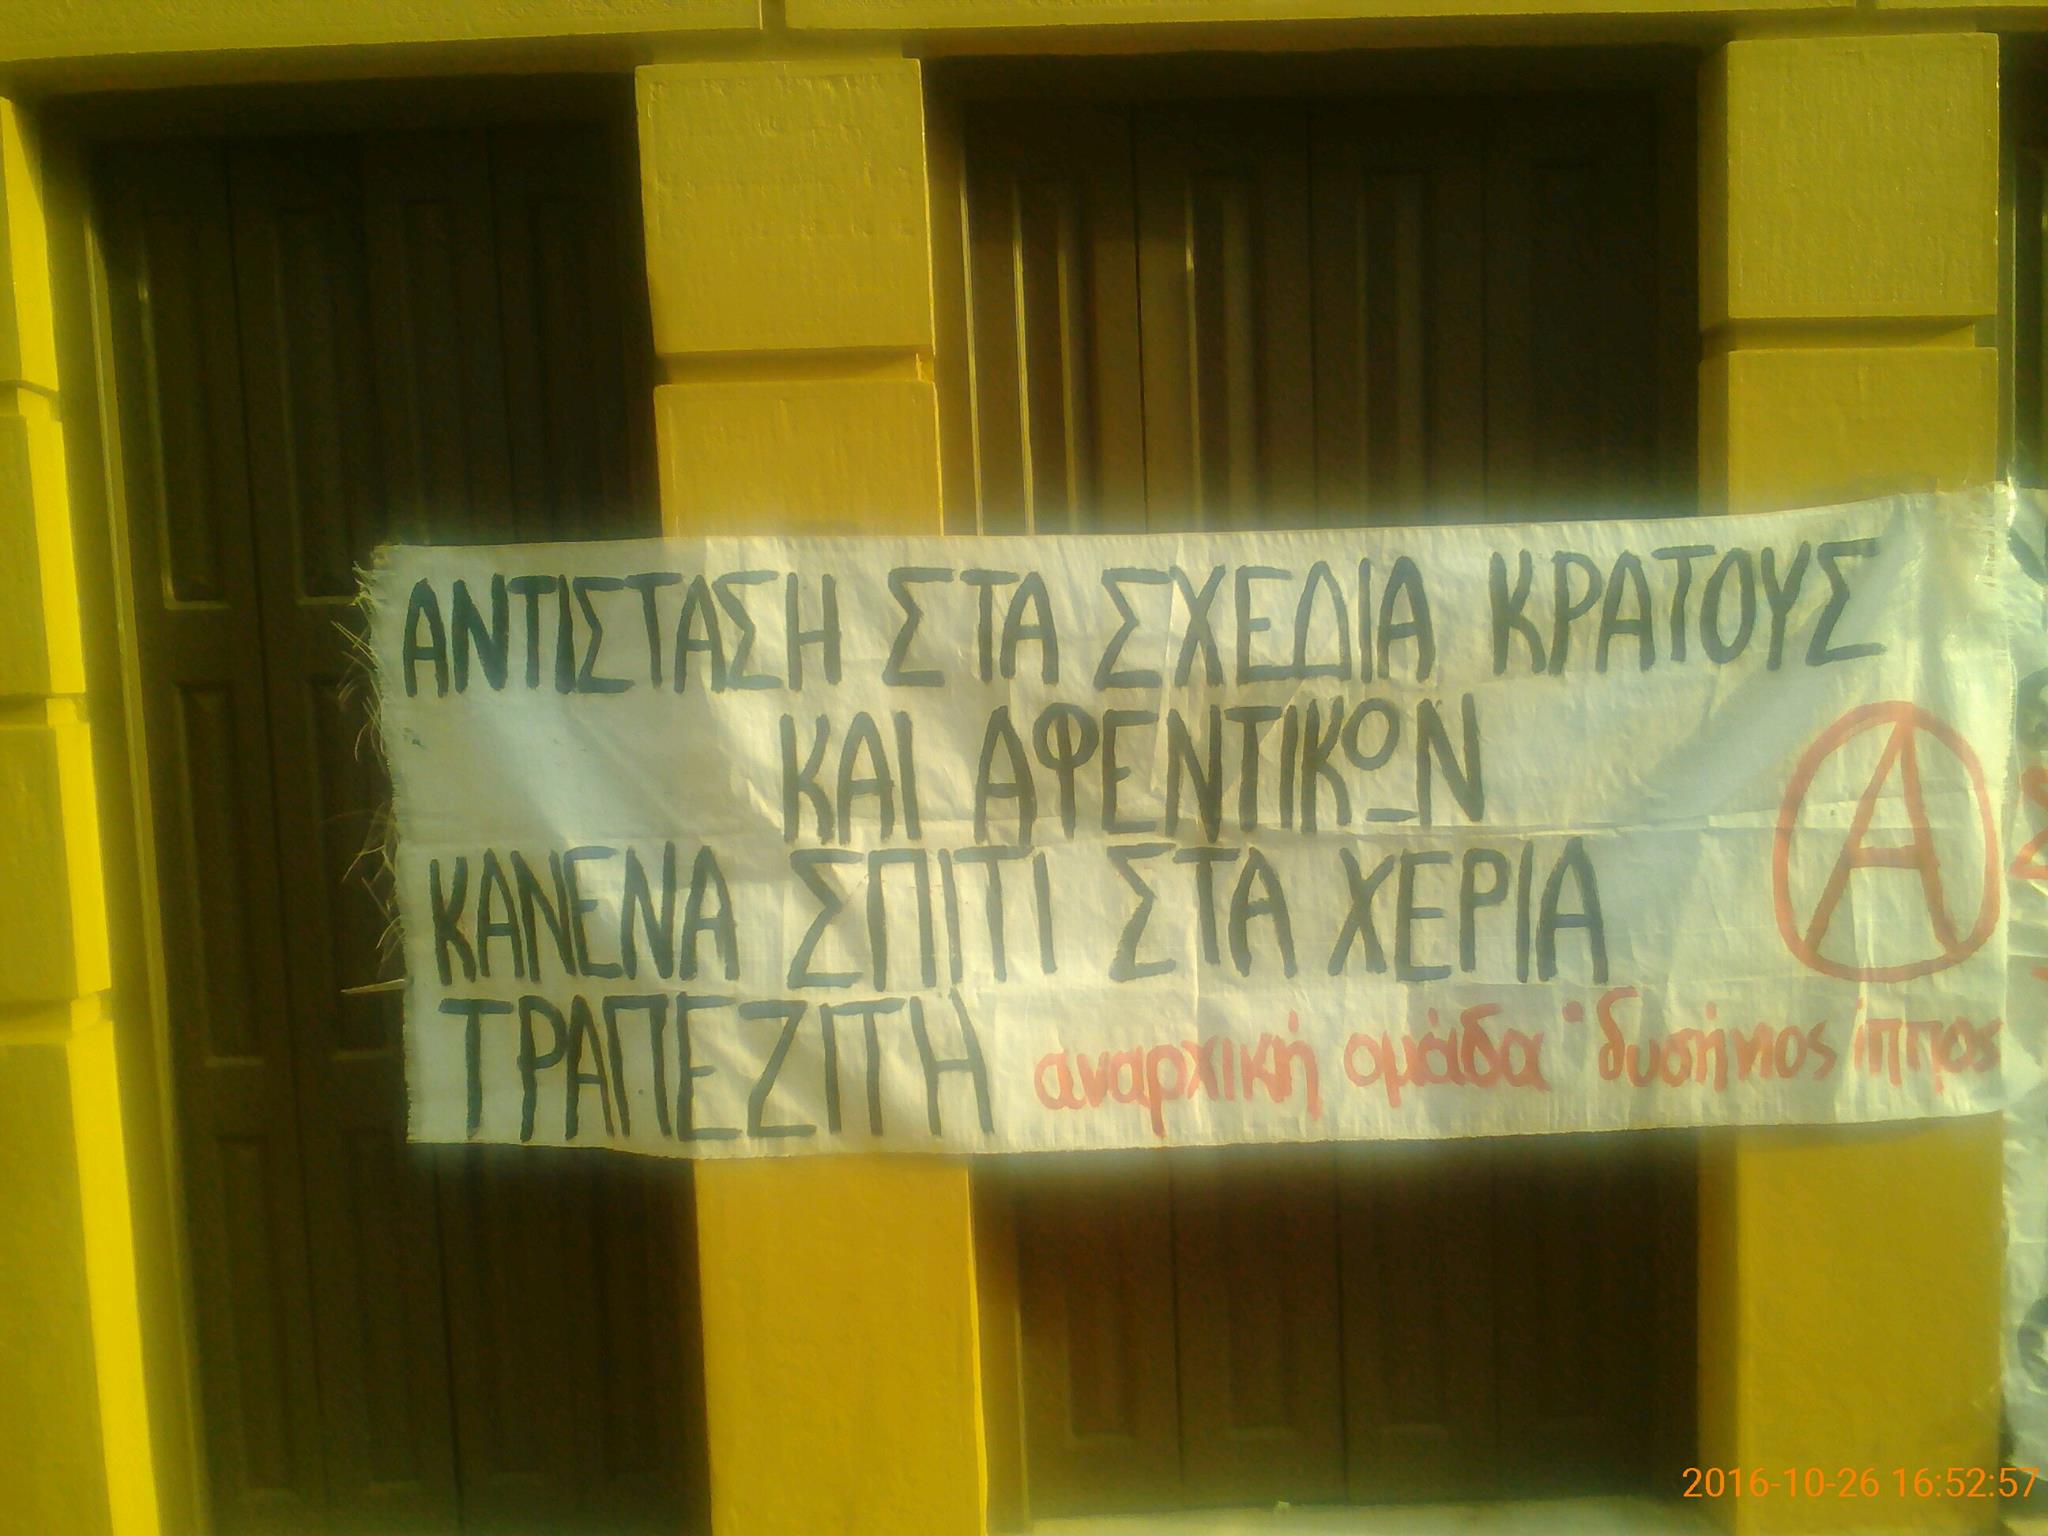 ΑΝΤΙΣΤΑΣΗ ΣΤΑ ΣΧΕΔΙΑ ΚΡΑΤΟΥΣ
ΚΑΙ ΑΦΕΝΤΙΚΩΝ
ΚΑΝΕΝΑ ΣΠΙΤΙ ΣΤΑ ΧΕΡΙΑ
ΤΡΑΠΕΖΙΤΗ αναρχική ομάδα "δυσήνιος ίππος
A
2016-10-26 16:52:57